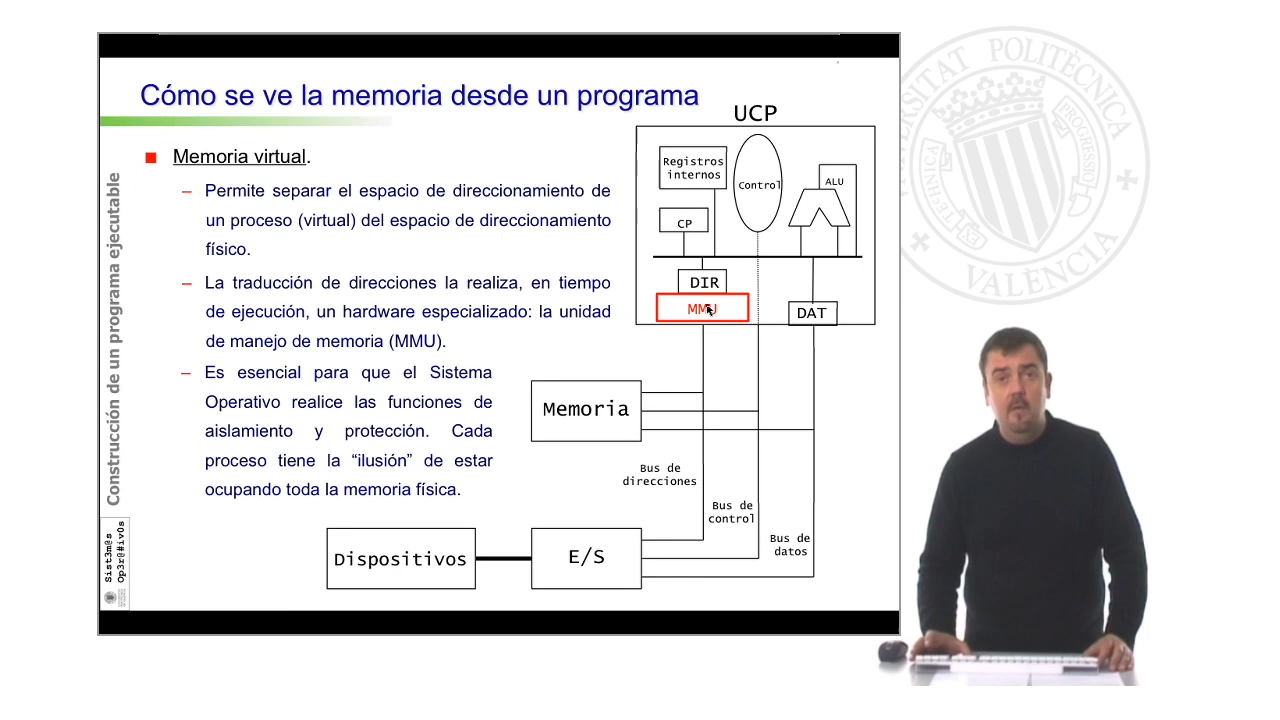 Cómo se ve la memoria desde un programa
Memoria virtual.
– Permite separar el espacio de direccionamiento de
un proceso (virtual) del espacio de direccionamiento
físico.
– La traducción de direcciones la realiza, en tiempo
de ejecución, un hardware especializado: la unidad
de manejo de memoria (MMU).
– Es esencial para que el Sistema
Operativo realice las funciones de
aislamiento y protección. Cada
proceso tiene la “ilusión” de estar
ocupando toda la memoria física.
UCP
Registros
internos
Control
ALU
CP
DIR
MMU
DAT
Memoria
Bus de
direcciones
Bus de
control
Bus de
datos
Dispositivos
E/S
Construcción de un programa ejecutable
Sist3m@s
Op3r@#iv0s
UNIVERSITAT POLITÈCNICA
VALÈNCIA